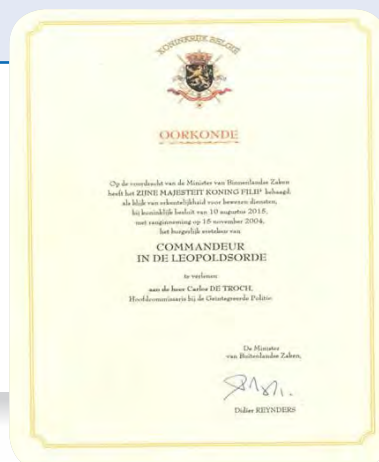 KONINKRIJK BELGIË
OORKONDE
Op de voordracht van de Minister van Binnenlandse Zaken
heeft het ZIJNE MAJESTEIT KONING FILIP behaagd
als blijk van erkentelijkheid voor bewezen diensten,
bij koninklijk besluit van 10 augustus 2015,
met ranginneming op 15 november 2004,
het burgerlijk ereteken van
COMMANDEUR
IN DE LEOPOLDSORDE
te verlenen
aan de heer Carlos DE TROCH,
Hoofdcommissaris bij de Geïntegreerde Politie.
De Minister
van Buitenlandse Zaken,
Didier REYNDERS